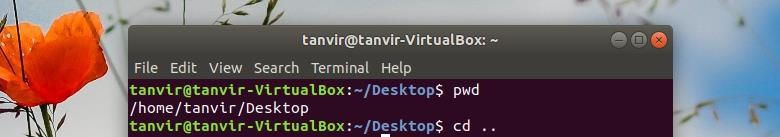 tanvir@tanvir-VirtualBox: ~
File Edit View Search Terminal Help
tanvir@tanvir-VirtualBox:~/Desktop$ pwd
/home/tanvir/Desktop
tanvir@tanvir-VirtualBox:~/Desktop$ cd ..